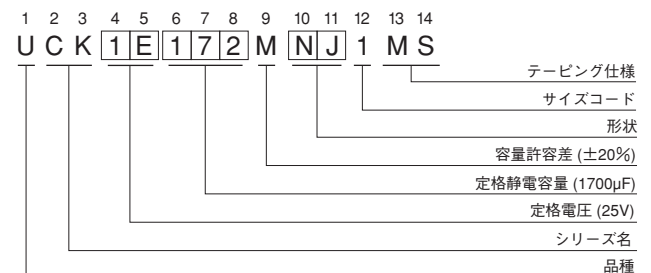 1 2 3 4 5 6 7 8 9 10 11 12 13 14
U C K 1 E 1 7 2 M N J 1 M S
テーピング仕様
サイズコード
形状
容量許容差 (±20%)
定格静電容量 (1700µF)
定格電圧 (25V)
シリーズ名
品種